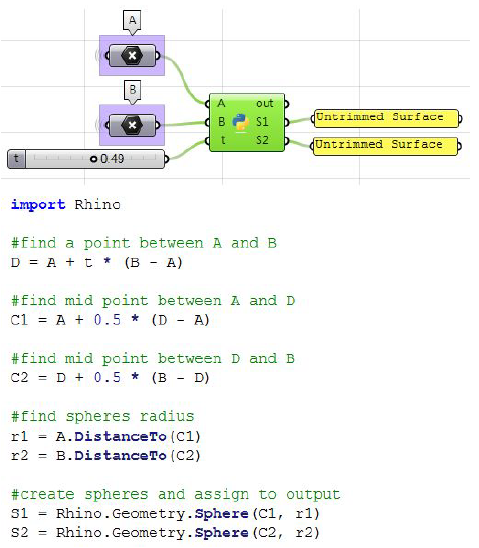 A
B
A out
B S1
t S2
Untrimmed Surface
Untrimmed Surface
t 0.49
import Rhino
#find a point between A and B
D = A + t * (B - A)
#find mid point between A and D
C1 = A + 0.5 * (D - A)
#find mid point between D and B
C2 = D + 0.5 * (B - D)
#find spheres radius
r1 = A.DistanceTo(C1)
r2 = B.DistanceTo(C2)
#create spheres and assign to output
S1 = Rhino.Geometry.Sphere(C1, r1)
S2 = Rhino.Geometry.Sphere(C2, r2)